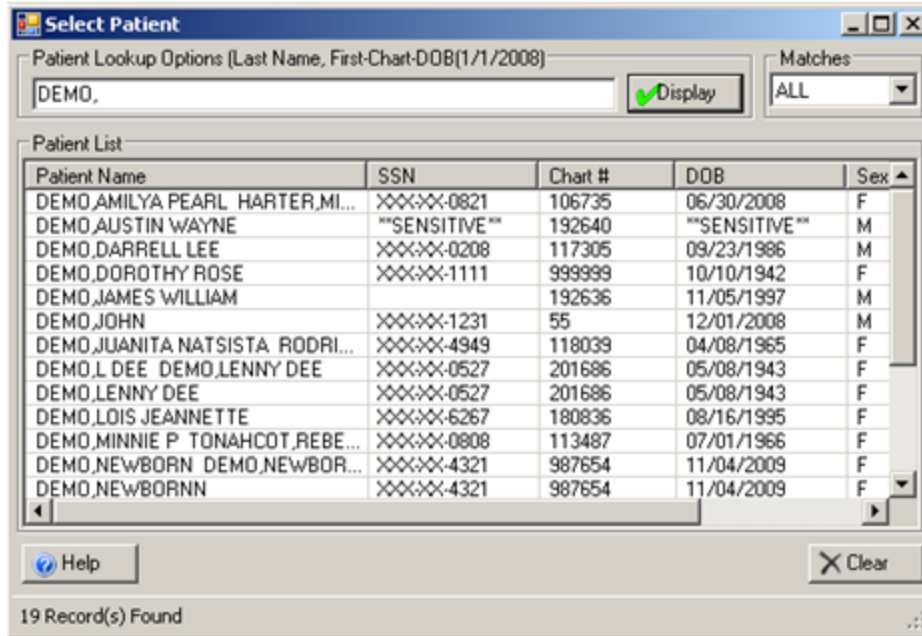 Select Patient
Patient Lookup Options (Last Name, First-Chart-DOB(1/1/2008)
Matches
DEMO,
Display
ALL
Patient List
Patient Name SSN Chart # DOB Sex
DEMO,AMILYA PEARL HARTER,MI... XXX-XX-0821 106735 06/30/2008 F
DEMO,AUSTIN WAYNE **SENSITIVE** 192640 **SENSITIVE** M
DEMO,DARRELL LEE XXX-XX-0208 117305 09/23/1986 M
DEMO,DOROTHY ROSE XXX-XX-1111 999999 10/10/1942 F
DEMO,JAMES WILLIAM 192636 11/05/1997 M
DEMO,JOHN XXX-XX-1231 55 12/01/2008 M
DEMO,JUANITA NATSISTA RODRI... XXX-XX-4949 118039 04/08/1965 F
DEMO,L DEE DEMO,LENNY DEE XXX-XX-0527 201686 05/08/1943 F
DEMO,LENNY DEE XXX-XX-0527 201686 05/08/1943 F
DEMO,LOIS JEANNETTE XXX-XX-6267 180836 08/16/1995 F
DEMO,MINNIE P TONAHCOT,REBE... XXX-XX-0808 113487 07/01/1966 F
DEMO,NEWBORN DEMO,NEWBOR... XXX-XX-4321 987654 11/04/2009 F
DEMO,NEWBORNN XXX-XX-4321 987654 11/04/2009 F
Help
Clear
19 Record(s) Found